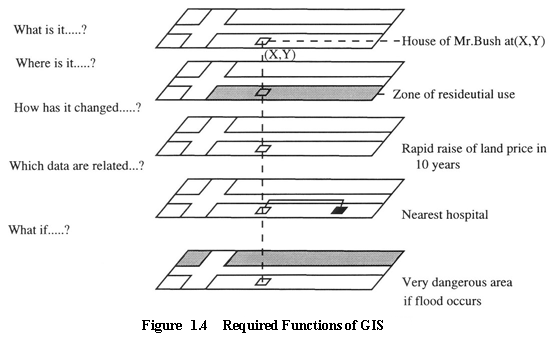 What is it.....?
House of Mr.Bush at(X,Y)
(X,Y)
Where is it.....?
Zone of resideutial use
How has it changed.....?
Rapid raise of land price in
10 years
Which data are related...?
Nearest hospital
What if.....?
Very dangerous area
if flood occurs
Figure 1.4 Required Functions of GIS